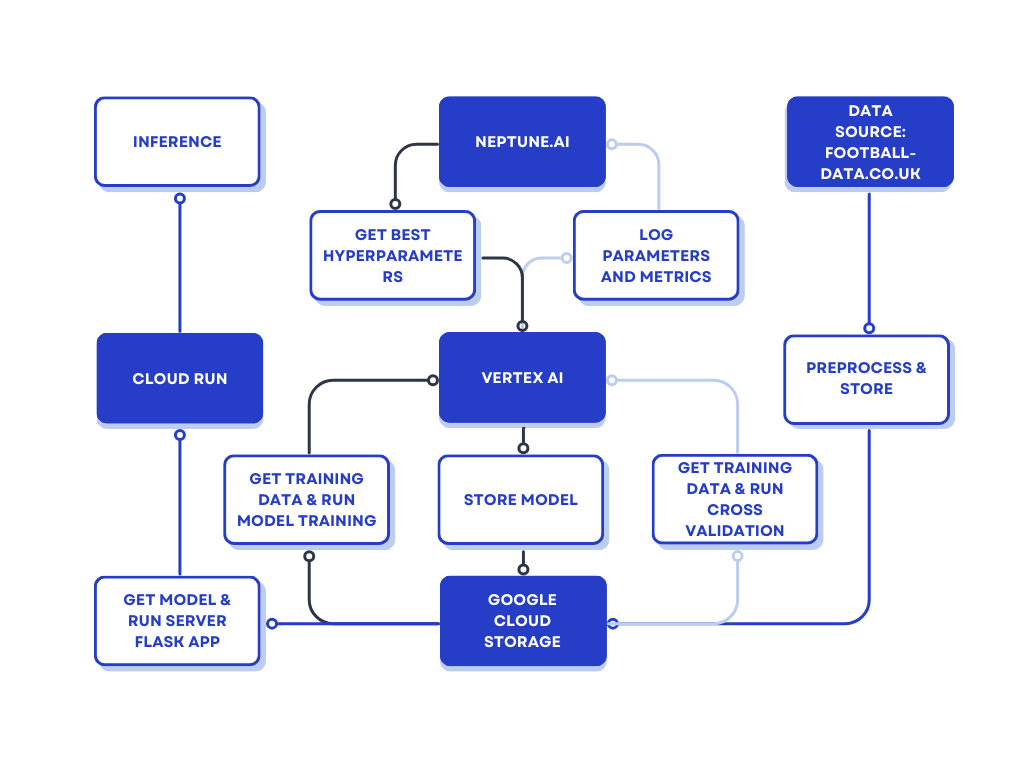 INFERENCE
NEPTUNE.AI
DATA
SOURCE:
FOOTBALL-
DATA.CO.UK
GET BEST
HYPERPARAMETE
RS
LOG
PARAMETERS
AND METRICS
CLOUD RUN
VERTEX AI
PREPROCESS &
STORE
GET TRAINING
DATA & RUN
MODEL TRAINING
STORE MODEL
GET TRAINING
DATA & RUN
CROSS
VALIDATION
GET MODEL &
RUN SERVER
FLASK APP
GOOGLE
CLOUD
STORAGE